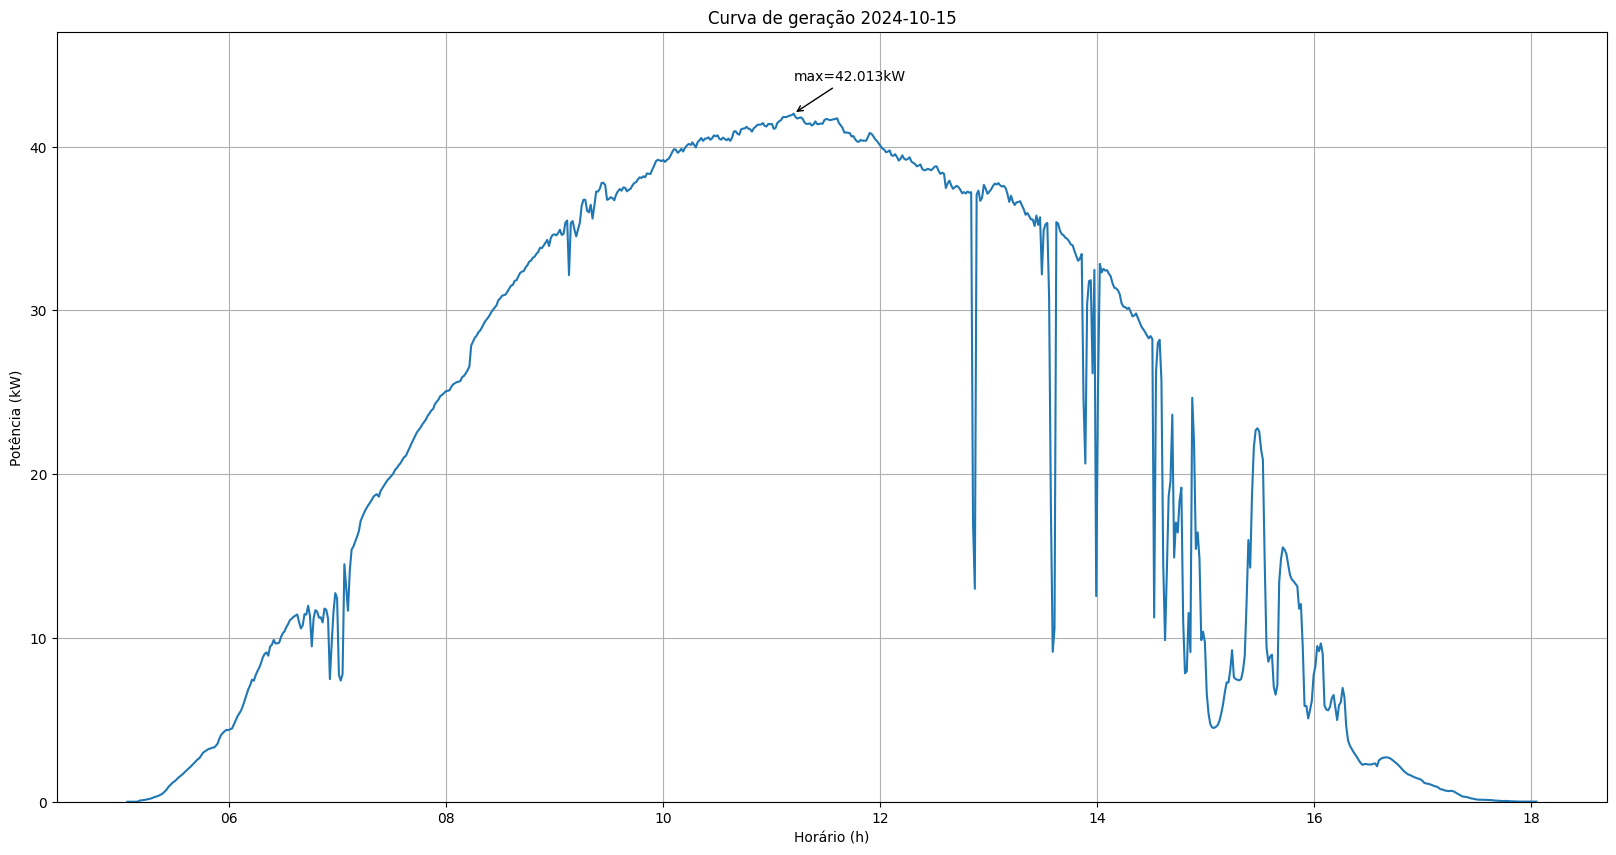 Curva de geração 2024-10-15
max=42.013kW
40
30
20
10
0
Potência (kW)
06 08 10 12 14 16 18
Horário (h)